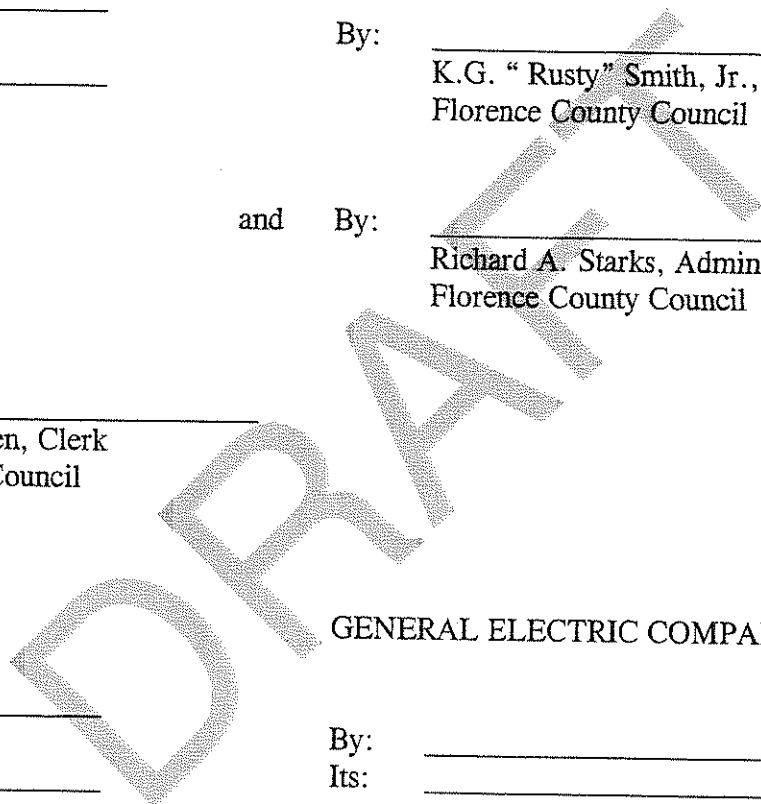 By:
K.G. “ Rusty” Smith, Jr.,
Florence County Council
and By:
Richard A. Starks, Admin
Florence County Council
en, Clerk
Council
GENERAL ELECTRIC COMPA
By:
Its:
DRAFT